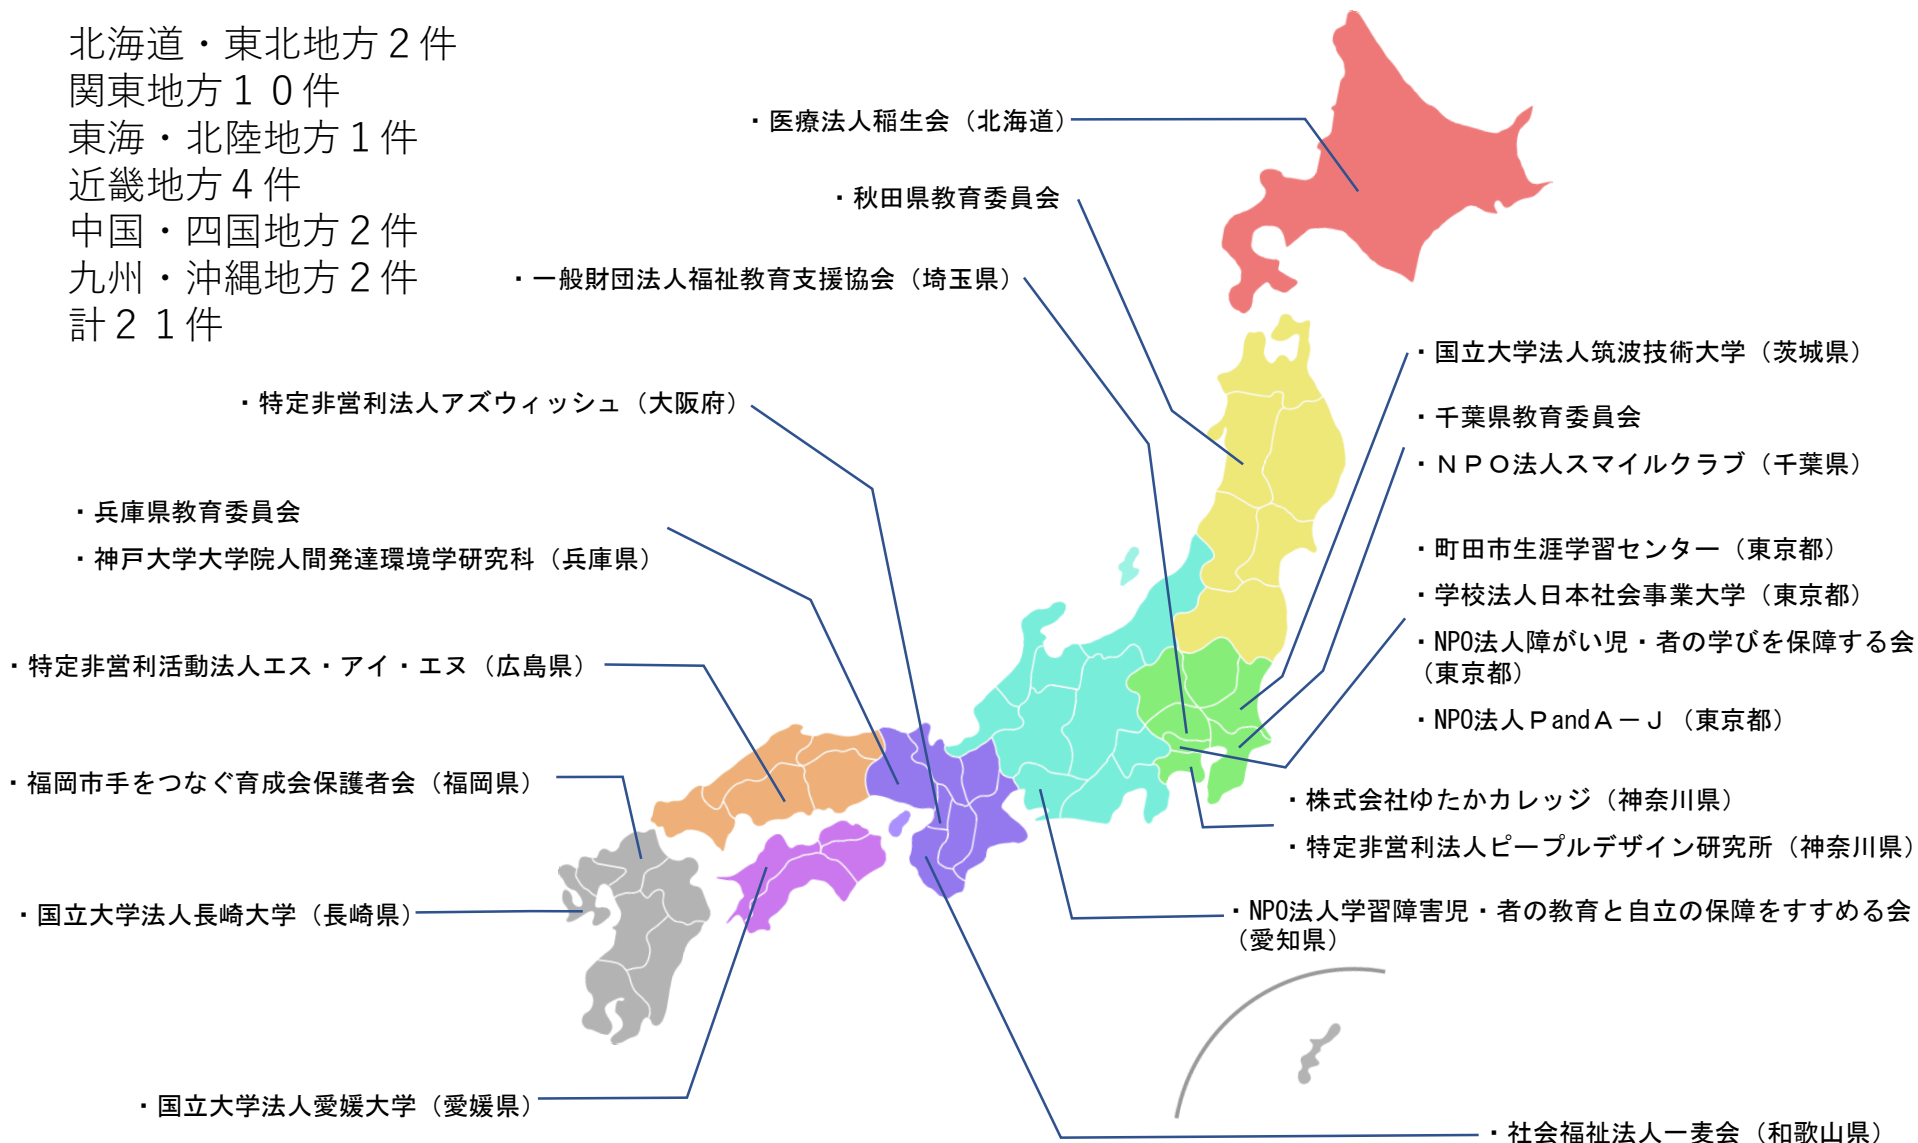 北海道・東北地方２件
関東地方１０件
東海・北陸地方１件
近畿地方４件
中国・四国地方２件
九州・沖縄地方２件
計２１件
・医療法人稲生会（北海道）
・秋田県教育委員会
・一般財団法人福祉教育支援協会（埼玉県）
・国立大学法人筑波技術大学（茨城県）
・千葉県教育委員会
・ＮＰＯ法人スマイルクラブ（千葉県）
・町田市生涯学習センター（東京都）
・学校法人日本社会事業大学（東京都）
・NPO法人障がい児・者の学びを保障する会
（東京都）
・NPO法人ＰandＡ－Ｊ（東京都）
・株式会社ゆたかカレッジ（神奈川県）
・特定非営利法人ピープルデザイン研究所（神奈川県）
・NPO法人学習障害児・者の教育と自立の保障をすすめる会
（愛知県）
・特定非営利法人アズウィッシュ（大阪府）
・兵庫県教育委員会
・神戸大学大学院人間発達環境学研究科（兵庫県）
・特定非営利活動法人エス・アイ・エヌ（広島県）
・福岡市手をつなぐ育成会保護者会（福岡県）
・国立大学法人長崎大学（長崎県）
・国立大学法人愛媛大学（愛媛県）
・社会福祉法人一麦会（和歌山県）